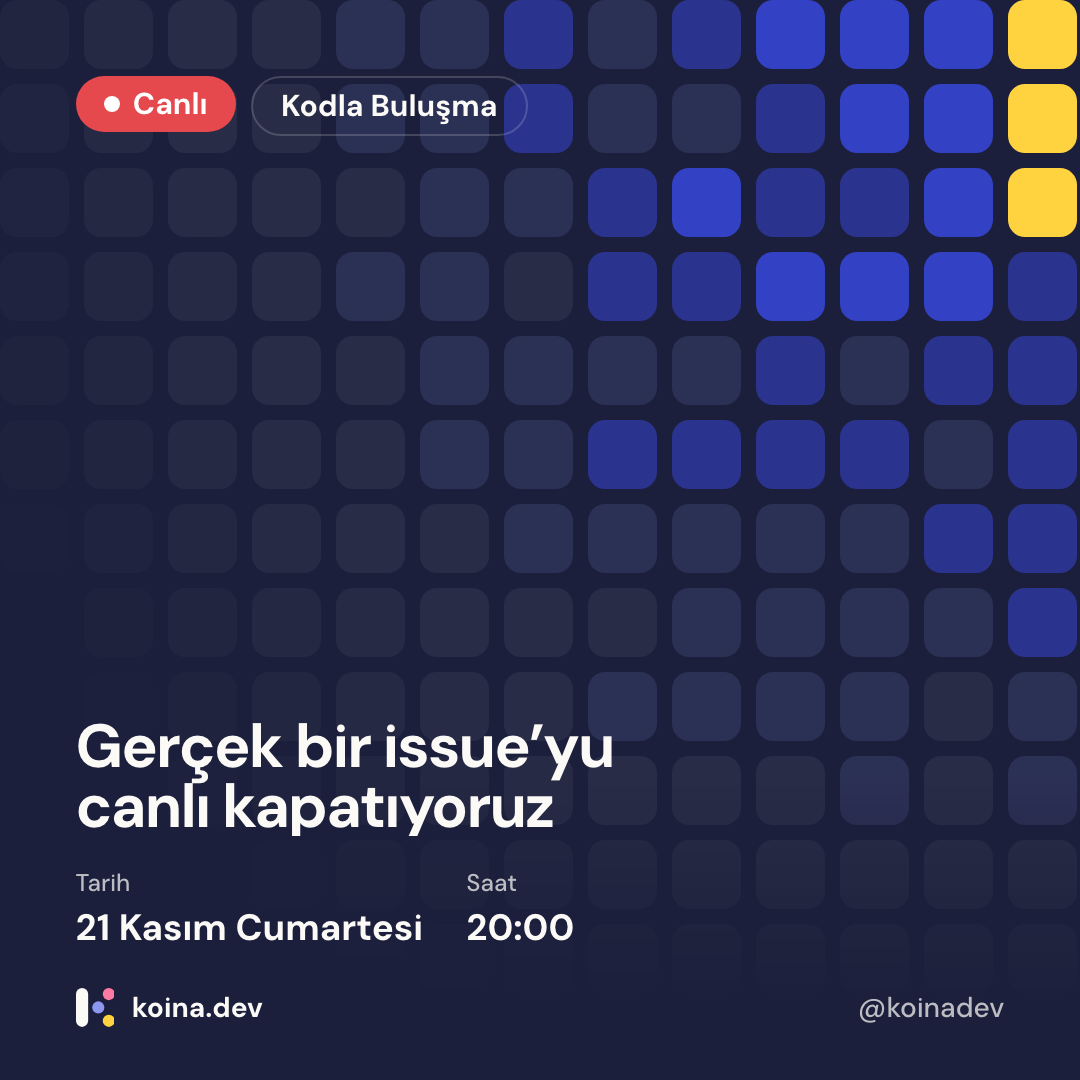 Canlı
Kodla Buluşma
Gerçek bir issue’yu
canlı kapatıyoruz
Tarih
21 Kasım Cumartesi
Saat
20:00
koina.dev
@koinadev